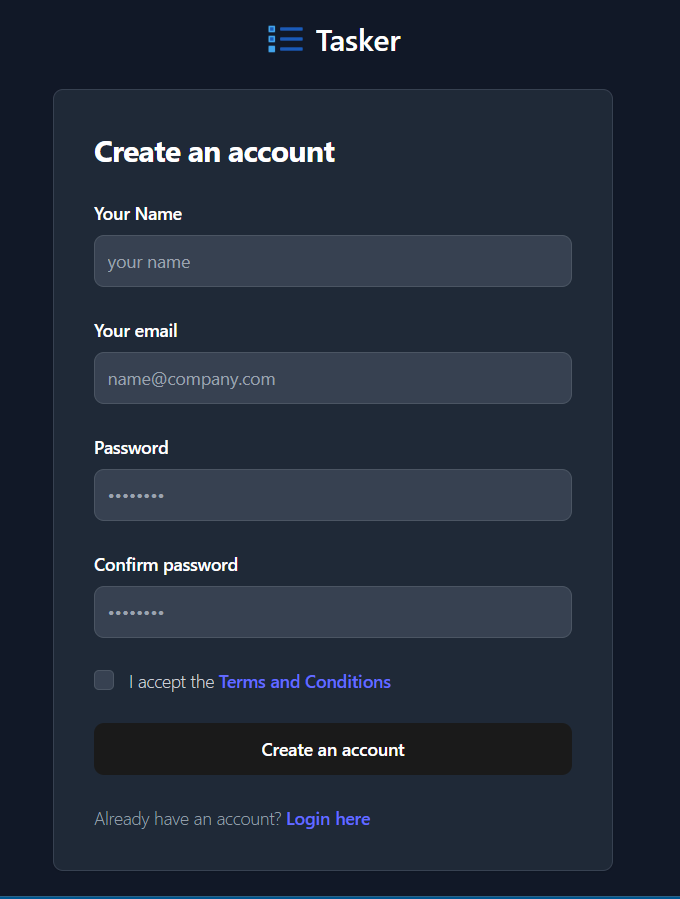 Tasker
Create an account
Your Name
your name
Your email
name@company.com
Password
••••••••
Confirm password
••••••••
I accept the Terms and Conditions
Create an account
Already have an account? Login here